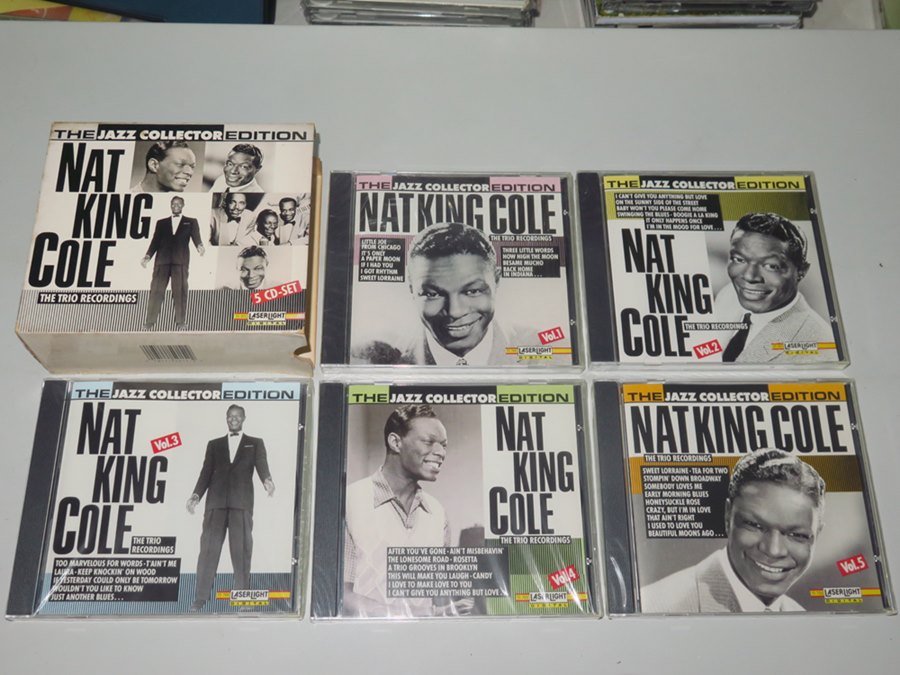 THE JAZZ COLLECTOR EDITION
NAT
KING
COLE
THE TRIO RECORDINGS
5 CD-SET
LASERLIGHT
DIGITAL
THE JAZZ COLLECTOR EDITION
NAT KING COLE
THE TRIO RECORDINGS
LITTLE JOE
FROM CHICAGO
IT'S ONLY
A PAPER MOON
IF I HAD YOU
I GOT RHYTHM
SWEET LORRAINE
THREE LITTLE WORDS
HOW HIGH THE MOON
BESAME MUCHO
BACK HOME
IN INDIANA...
Vol.1
LASERLIGHT
DIGITAL
THE JAZZ COLLECTOR EDITION
I CAN'T GIVE YOU ANYTHING BUT LOVE
ON THE SUNNY SIDE OF THE STREET
BABY WON'T YOU PLEASE COME HOME
SWINGING THE BLUES - BOOGIE A LA KING
IT ONLY HAPPENS ONCE
I'M IN THE MOOD FOR LOVE...
NAT
KING
COLE
THE TRIO RECORDINGS
Vol.2
LASERLIGHT
DIGITAL
THE JAZZ COLLECTOR EDITION
NAT
KING
COLE
Vol.3
THE TRIO
RECORDINGS
TOO MARVELOUS FOR WORDS - 'T AIN'T ME
LAURA - KEEP KNOCKIN' ON WOOD
IF YESTERDAY COULD ONLY BE TOMORROW
WOULDN'T YOU LIKE TO KNOW
JUST ANOTHER BLUES...
LASERLIGHT
DIGITAL
THE JAZZ COLLECTOR EDITION
NAT
KING
COLE
THE TRIO RECORDINGS
AFTER YOU'VE GONE - AIN'T MISBEHAVIN'
THE LONESOME ROAD - ROSETTA
A TRIO GROOVES IN BROOKLYN
THIS WILL MAKE YOU LAUGH - CANDY
I LOVE TO MAKE LOVE TO YOU
I CAN'T GIVE YOU ANYTHING BUT LOVE...
Vol.4
LASERLIGHT
DIGITAL
THE JAZZ COLLECTOR EDITION
NAT KING COLE
THE TRIO RECORDINGS
SWEET LORRAINE - TEA FOR TWO
STOMPIN' DOWN BROADWAY
SOMEBODY LOVES ME
EARLY MORNING BLUES
HONEYSUCKLE ROSE
CRAZY, BUT I'M IN LOVE
THAT AIN'T RIGHT
I USED TO LOVE YOU
BEAUTIFUL MOONS AGO...
Vol.5
LASERLIGHT
DIGITAL